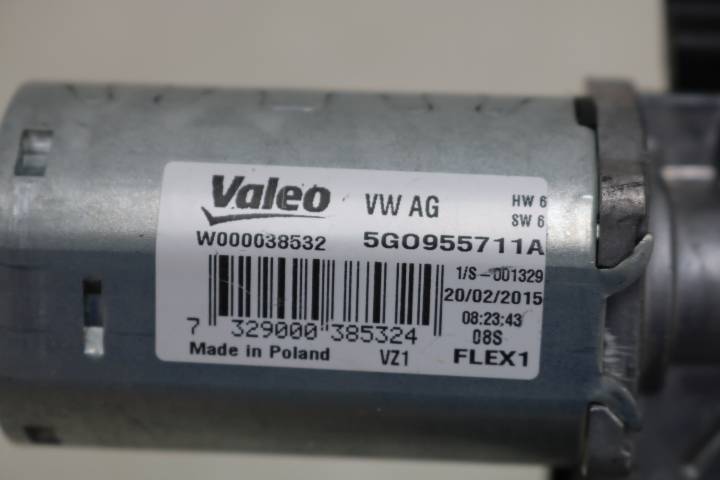 Valeo VW AG HW 6
SW 6
W000038532 5G0955711A
1/S-001329
20/02/2015
08:23:43
7 329000 385324 08S
Made in Poland VZ1 FLEX1